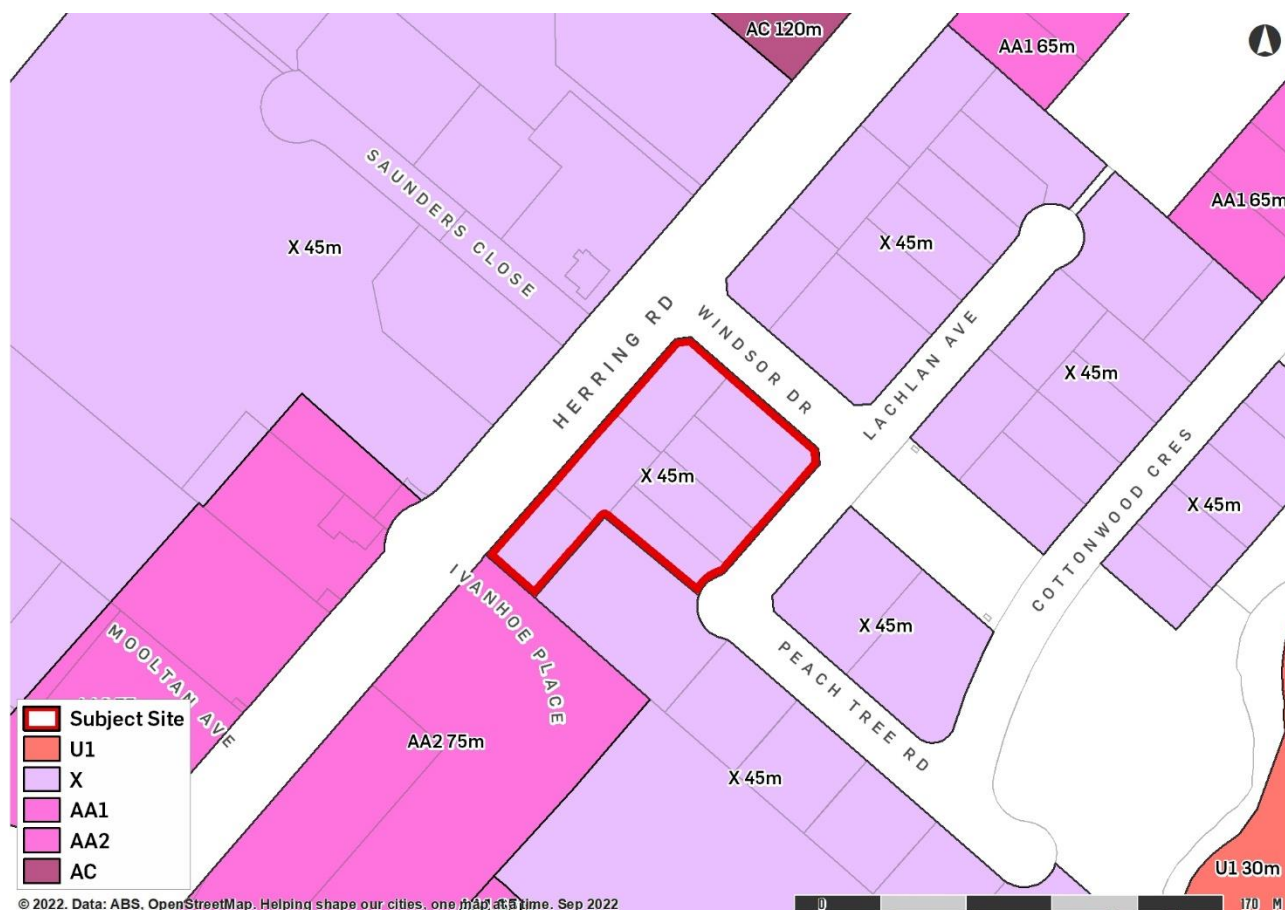 AC 120m
AA1 65m
AA1 65m
SAUNDERS CLOSE
X 45m
X 45m
HERRING RD
WINDSOR DR
LACHLAN AVE
X 45m
X 45m
X 45m
COTTONWOOD CRES
IVANHOE PLACE
X 45m
MOOLTAN AVE
PEACH TREE RD
AA2 75m
X 45m
U1 30m
Subject Site
U1
X
AA1
AA2
AC
© 2022. Data: ABS, OpenStreetMap. Helping shape our cities, one map at a time. Sep 2022
0 170 M